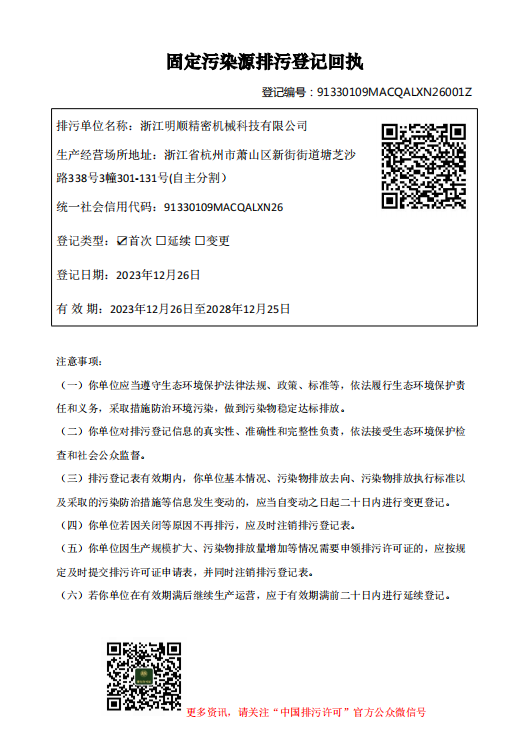 固定污染源排污登记回执
登记编号：91330109MACQALXN26001Z
排污单位名称：浙江明顺精密机械科技有限公司
生产经营场所地址：浙江省杭州市萧山区新街街道塘芝沙
路338号3幢301-131号(自主分割）
统一社会信用代码：91330109MACQALXN26
登记类型：☑首次 □延续 □变更
登记日期：2023年12月26日
有 效 期：2023年12月26日至2028年12月25日
注意事项：
（一）你单位应当遵守生态环境保护法律法规、政策、标准等，依法履行生态环境保护责
任和义务，采取措施防治环境污染，做到污染物稳定达标排放。
（二）你单位对排污登记信息的真实性、准确性和完整性负责，依法接受生态环境保护检
查和社会公众监督。
（三）排污登记表有效期内，你单位基本情况、污染物排放去向、污染物排放执行标准以
及采取的污染防治措施等信息发生变动的，应当自变动之日起二十日内进行变更登记。
（四）你单位若因关闭等原因不再排污，应及时注销排污登记表。
（五）你单位因生产规模扩大、污染物排放量增加等情况需要申领排污许可证的，应按规
定及时提交排污许可证申请表，并同时注销排污登记表。
（六）若你单位在有效期满后继续生产运营，应于有效期满前二十日内进行延续登记。
更多资讯，请关注“中国排污许可”官方公众微信号